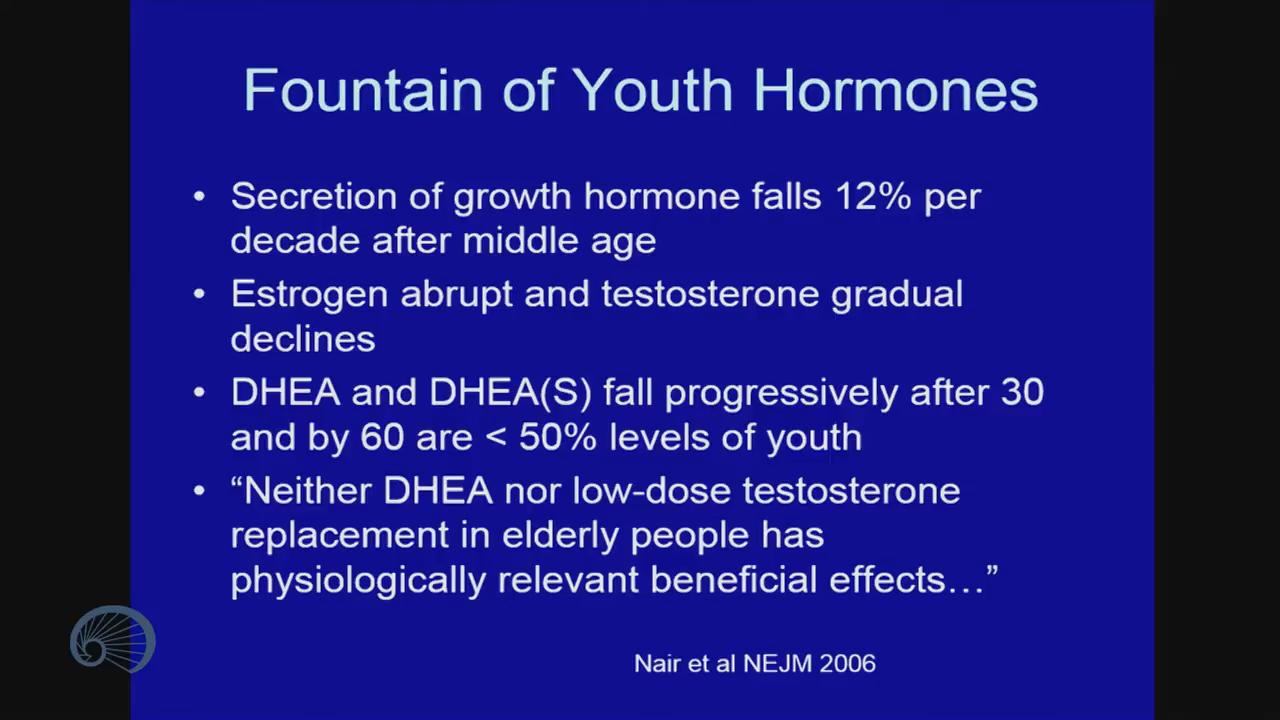 Fountain of Youth Hormones
• Secretion of growth hormone falls 12% per
decade after middle age
• Estrogen abrupt and testosterone gradual
declines
• DHEA and DHEA(S) fall progressively after 30
and by 60 are < 50% levels of youth
• “Neither DHEA nor low-dose testosterone
replacement in elderly people has
physiologically relevant beneficial effects…”
Nair et al NEJM 2006